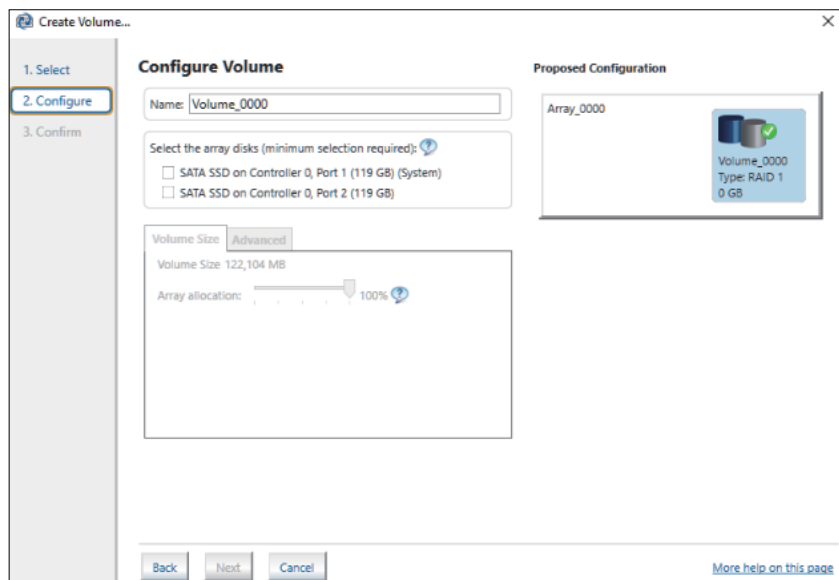 Create Volume...
1. Select
2. Configure
3. Confirm
Configure Volume
Name: Volume_0000
Select the array disks (minimum selection required):
SATA SSD on Controller 0, Port 1 (119 GB) (System)
SATA SSD on Controller 0, Port 2 (119 GB)
Volume Size Advanced
Volume Size 122,104 MB
Array allocation: 100%
Proposed Configuration
Array_0000
Volume_0000
Type: RAID 1
0 GB
Back Next Cancel
More help on this page